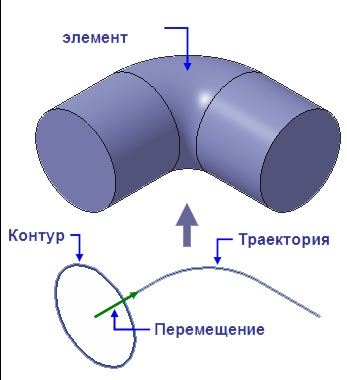 элемент
Контур
Траектория
Перемещение